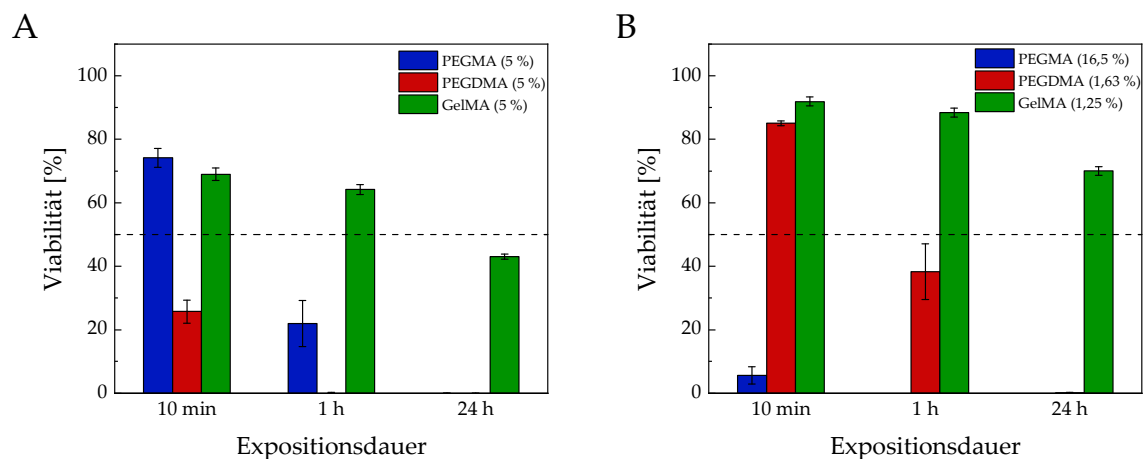 A
PEGMA (5 %)
PEGDMA (5 %)
GelMA (5 %)
Viabilität [%]
100
80
60
40
20
0
10 min
1 h
24 h
Expositionsdauer
B
PEGMA (16,5 %)
PEGDMA (1,63 %)
GelMA (1,25 %)
Viabilität [%]
100
80
60
40
20
0
10 min
1 h
24 h
Expositionsdauer